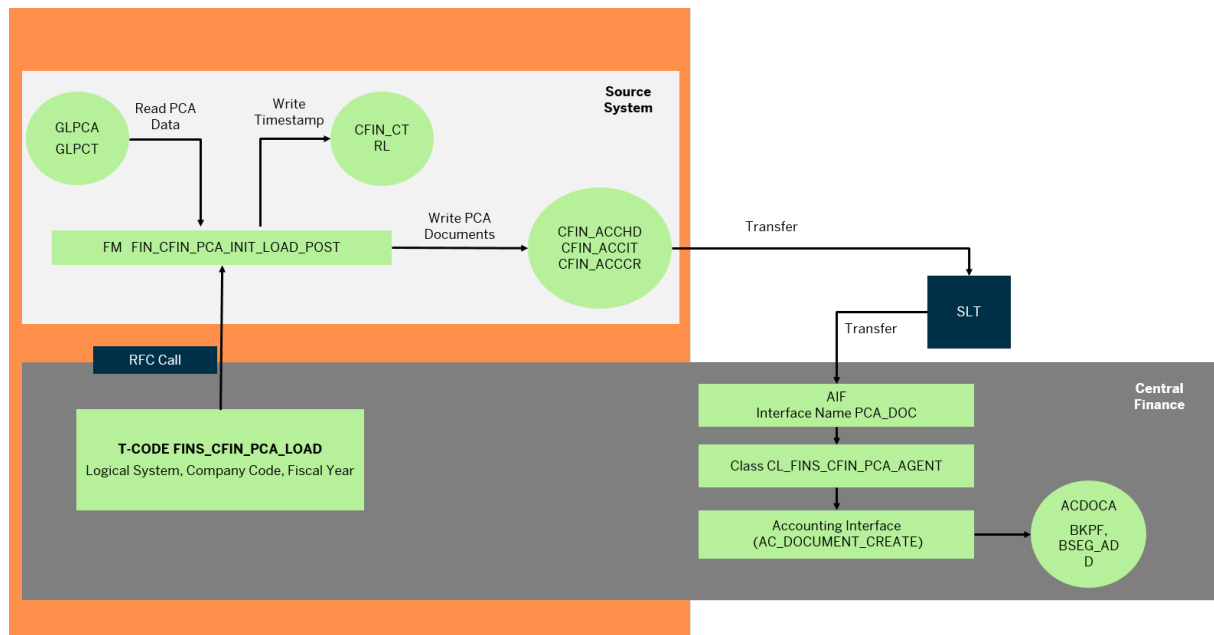 Source
System
GLPCA
GLPCT
Read PCA
Data
Write
Timestamp
CFIN_CT
RL
FM FIN_CFIN_PCA_INIT_LOAD_POST
Write PCA
Documents
CFIN_ACCHD
CFIN_ACCIT
CFIN_ACCCR
Transfer
SLT
Transfer
RFC Call
Central
Finance
T-CODE FINS_CFIN_PCA_LOAD
Logical System, Company Code, Fiscal Year
AIF
Interface Name PCA_DOC
Class CL_FINS_CFIN_PCA_AGENT
Accounting Interface
(AC_DOCUMENT_CREATE)
ACDOCA
BKPF,
BSEG_AD
D